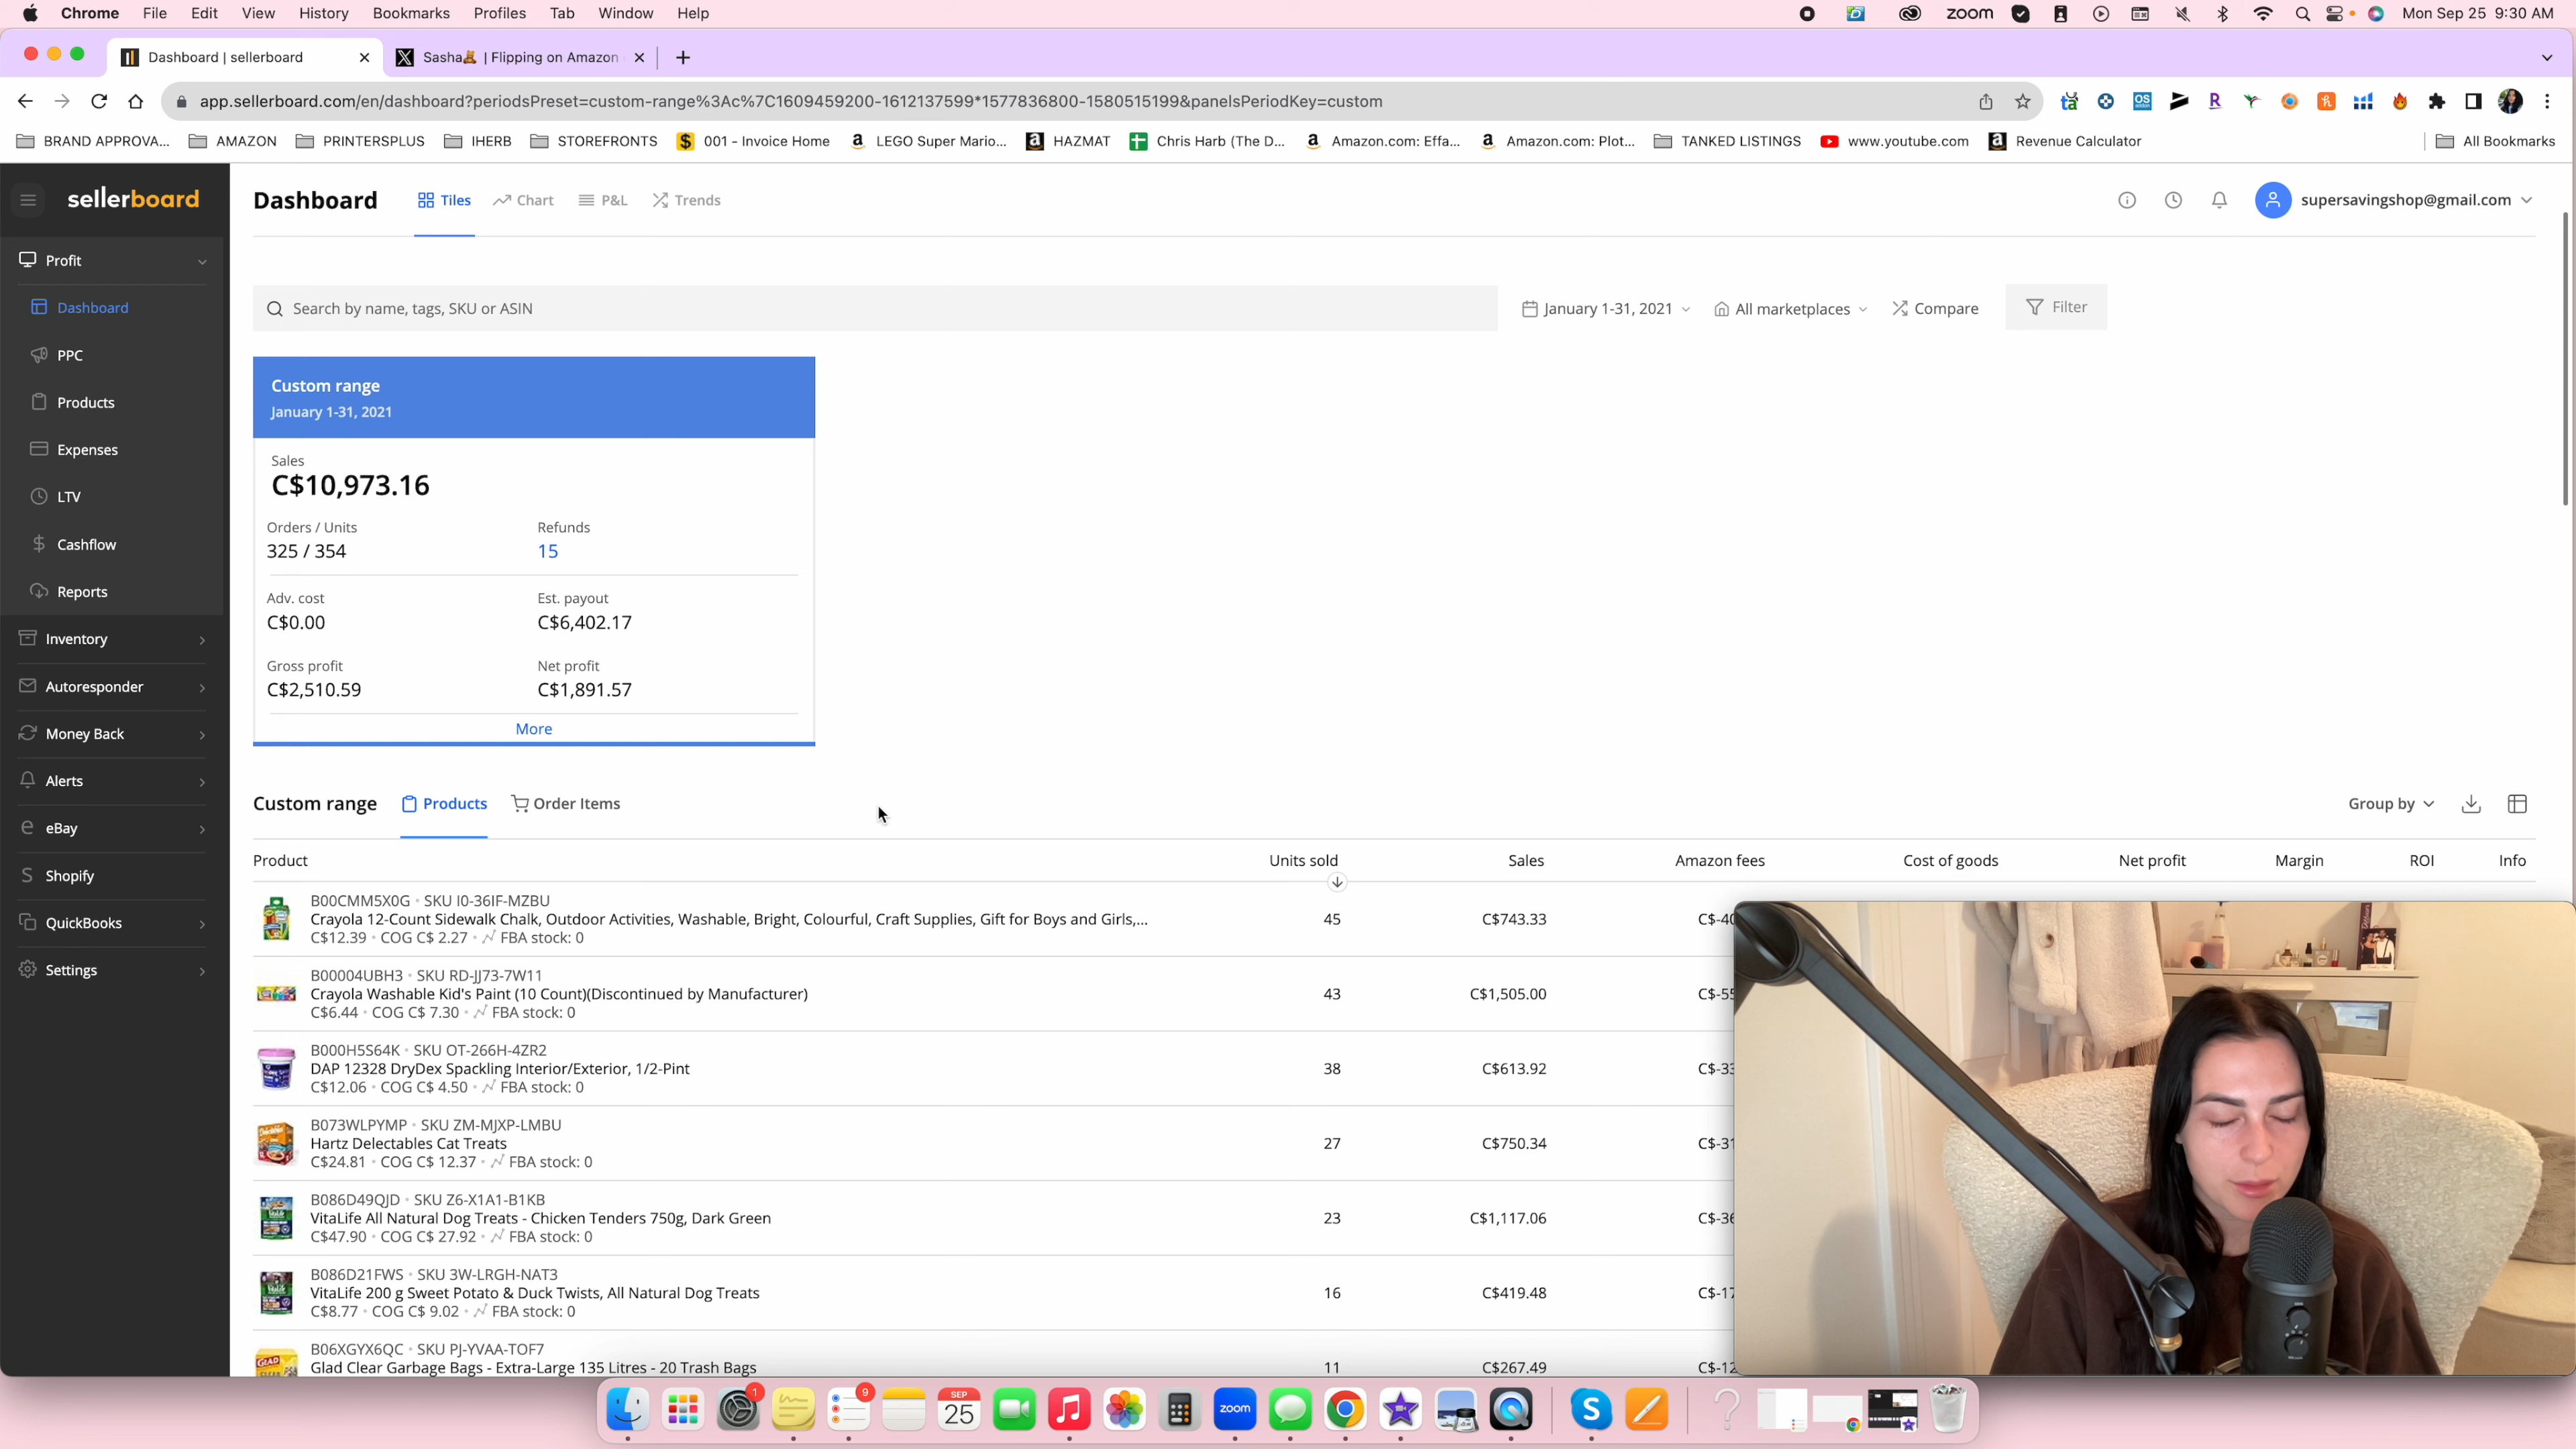 Chrome File Edit View History Bookmarks Profiles Tab Window Help zoom Mon Sep 25 9:30 AM
Dashboard | sellerboard Sasha🧸 | Flipping on Amazon
app.sellerboard.com/en/dashboard?periodsPreset=custom-range%3Ac%7C1609459200-1612137599*1577836800-1580515199&panelsPeriodKey=custom
BRAND APPROVA... AMAZON PRINTERSPLUS IHERB STOREFRONTS 001 - Invoice Home LEGO Super Mario... HAZMAT Chris Harb (The D... Amazon.com: Effa... Amazon.com: Plot... TANKED LISTINGS www.youtube.com Revenue Calculator All Bookmarks
sellerboard
Profit
Dashboard
PPC
Products
Expenses
LTV
Cashflow
Reports
Inventory
Autoresponder
Money Back
Alerts
eBay
Shopify
QuickBooks
Settings
Dashboard Tiles Chart P&L Trends supersavingshop@gmail.com
Search by name, tags, SKU or ASIN January 1-31, 2021 All marketplaces Compare Filter
Custom range
January 1-31, 2021
Sales
C$10,973.16
Orders / Units Refunds
325 / 354 15
Adv. cost Est. payout
C$0.00 C$6,402.17
Gross profit Net profit
C$2,510.59 C$1,891.57
More
Custom range Products Order Items Group by
Product Units sold Sales Amazon fees Cost of goods Net profit Margin ROI Info
B00CMM5X0G • SKU I0-36IF-MZBU
Crayola 12-Count Sidewalk Chalk, Outdoor Activities, Washable, Bright, Colourful, Craft Supplies, Gift for Boys and Girls,... 45 C$743.33 C$-40
C$12.39 • COG C$ 2.27 • FBA stock: 0
B00004UBH3 • SKU RD-JJ73-7W11
Crayola Washable Kid's Paint (10 Count)(Discontinued by Manufacturer) 43 C$1,505.00 C$-55
C$6.44 • COG C$ 7.30 • FBA stock: 0
B000H5S64K • SKU OT-266H-4ZR2
DAP 12328 DryDex Spackling Interior/Exterior, 1/2-Pint 38 C$613.92 C$-33
C$12.06 • COG C$ 4.50 • FBA stock: 0
B073WLPYMP • SKU ZM-MJXP-LMBU
Hartz Delectables Cat Treats 27 C$750.34 C$-31
C$24.81 • COG C$ 12.37 • FBA stock: 0
B086D49QJD • SKU Z6-X1A1-B1KB
VitaLife All Natural Dog Treats - Chicken Tenders 750g, Dark Green 23 C$1,117.06 C$-36
C$47.90 • COG C$ 27.92 • FBA stock: 0
B086D21FWS • SKU 3W-LRGH-NAT3
VitaLife 200 g Sweet Potato & Duck Twists, All Natural Dog Treats 16 C$419.48 C$-17
C$8.77 • COG C$ 9.02 • FBA stock: 0
B06XGYX6QC • SKU PJ-YVAA-TOF7
Glad Clear Garbage Bags - Extra-Large 135 Litres - 20 Trash Bags 11 C$267.49 C$-12
1 9 SEP 25 zoom